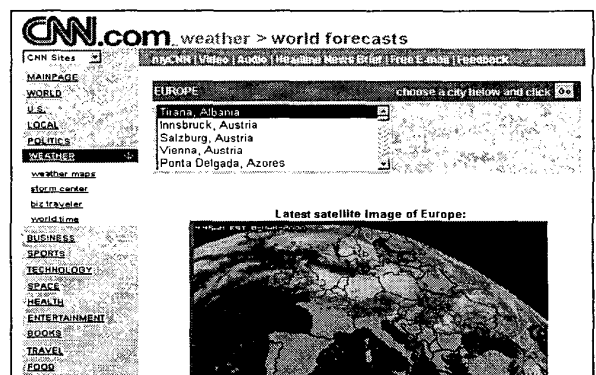 CNN.com. weather > world forecasts
CNN Sites
myCNN | Video | Audio | Headline News Brief | Free E-mail | Feedback
MAINPAGE
WORLD
U.S.
LOCAL
POLITICS
WEATHER
weather maps
storm center
biz traveler
world time
BUSINESS
SPORTS
TECHNOLOGY
SPACE
HEALTH
ENTERTAINMENT
BOOKS
TRAVEL
FOOD
EUROPE choose a city below and click Go
Tirana, Albania
Innsbruck, Austria
Salzburg, Austria
Vienna, Austria
Ponta Delgada, Azores
Latest satellite image of Europe:
EST